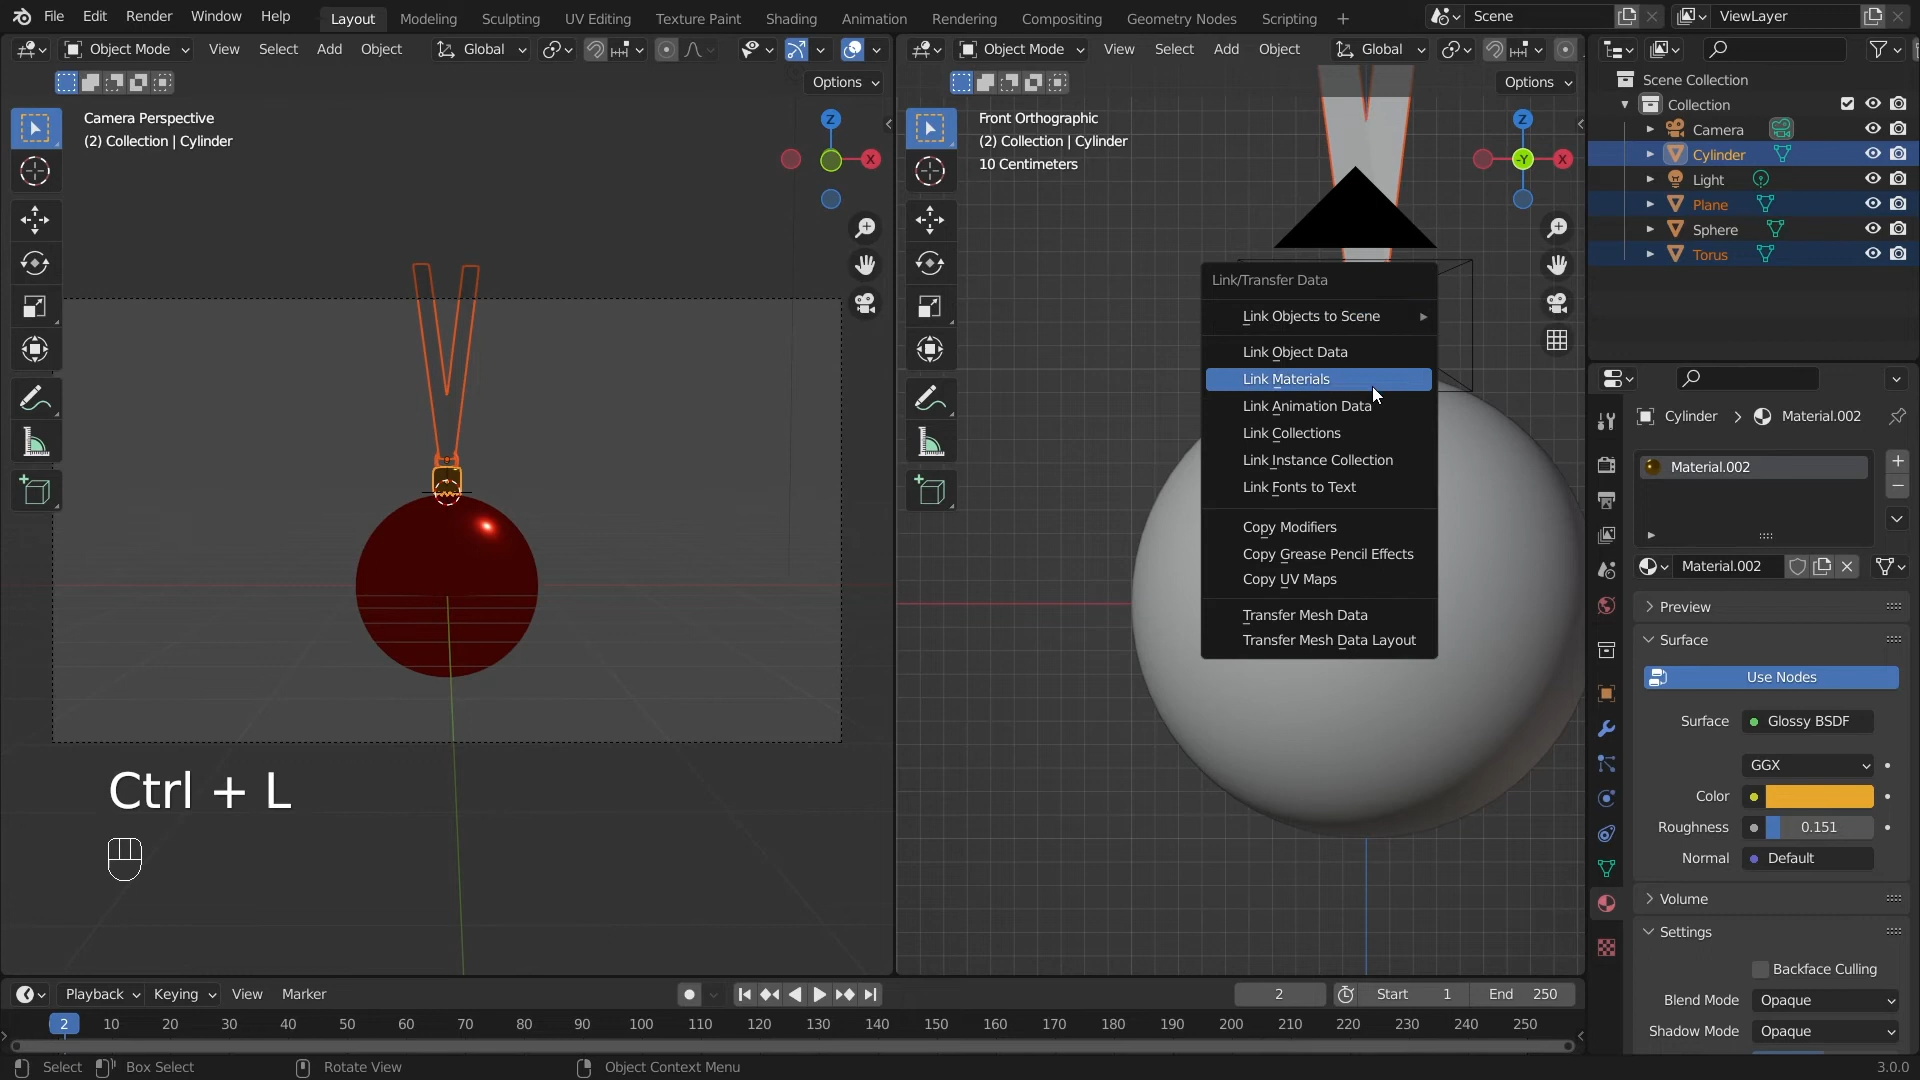 File Edit Render Window Help Layout Modeling Sculpting UV Editing Texture Paint Shading Animation Rendering Compositing Geometry Nodes Scripting + Scene ViewLayer
Object Mode View Select Add Object Global
Object Mode View Select Add Object Global
Options
Options
Camera Perspective
(2) Collection | Cylinder
Z
X
Front Orthographic
(2) Collection | Cylinder
10 Centimeters
Z
-Y
X
Scene Collection
Collection
Camera
Cylinder
Light
Plane
Sphere
Torus
Link/Transfer Data
Link Objects to Scene
Link Object Data
Link Materials
Link Animation Data
Link Collections
Link Instance Collection
Link Fonts to Text
Copy Modifiers
Copy Grease Pencil Effects
Copy UV Maps
Transfer Mesh Data
Transfer Mesh Data Layout
Ctrl + L
Cylinder > Material.002
Material.002
Material.002
Preview
Surface
Use Nodes
Surface Glossy BSDF
GGX
Color
Roughness 0.151
Normal Default
Volume
Settings
Backface Culling
Blend Mode Opaque
Shadow Mode Opaque
Playback Keying View Marker 2 Start 1 End 250
2 10 20 30 40 50 60 70 80 90 100 110 120 130 140 150 160 170 180 190 200 210 220 230 240 250
Select Box Select Rotate View Object Context Menu 3.0.0